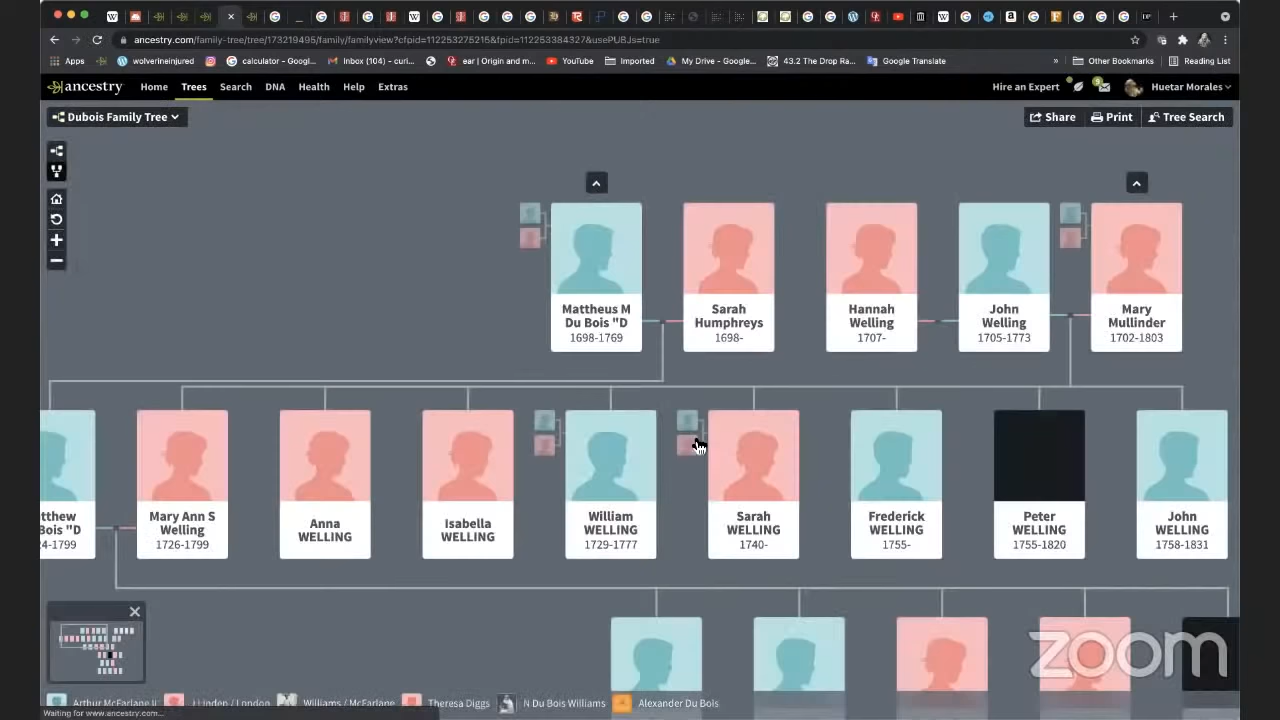 ancestry.com/family-tree/tree/173219495/family/familyview?cfpid=112253275215&fpid=112253384327&usePUBJs=true
Apps wolverineinjured calculator - Googl... Inbox (104) - curi... ear | Origin and m... YouTube Imported My Drive - Google... 43.2 The Drop Ra... Google Translate » Other Bookmarks Reading List
ancestry Home Trees Search DNA Health Help Extras Hire an Expert Huetar Morales
Dubois Family Tree Share Print Tree Search
Mattheus M Sarah Hannah John Mary
Du Bois "D Humphreys Welling Welling Mullinder
1698-1769 1698- 1707- 1705-1773 1702-1803
tthew Mary Ann S Anna Isabella William Sarah Frederick Peter John
Bois "D Welling WELLING WELLING WELLING WELLING WELLING WELLING WELLING
4-1799 1726-1799 1729-1777 1740- 1755- 1755-1820 1758-1831
zoom
Arthur McFarlane Linden / London Williams / McFarlane Theresa Diggs N Du Bois Williams Alexander Du Bois
Waiting for www.ancestry.com...